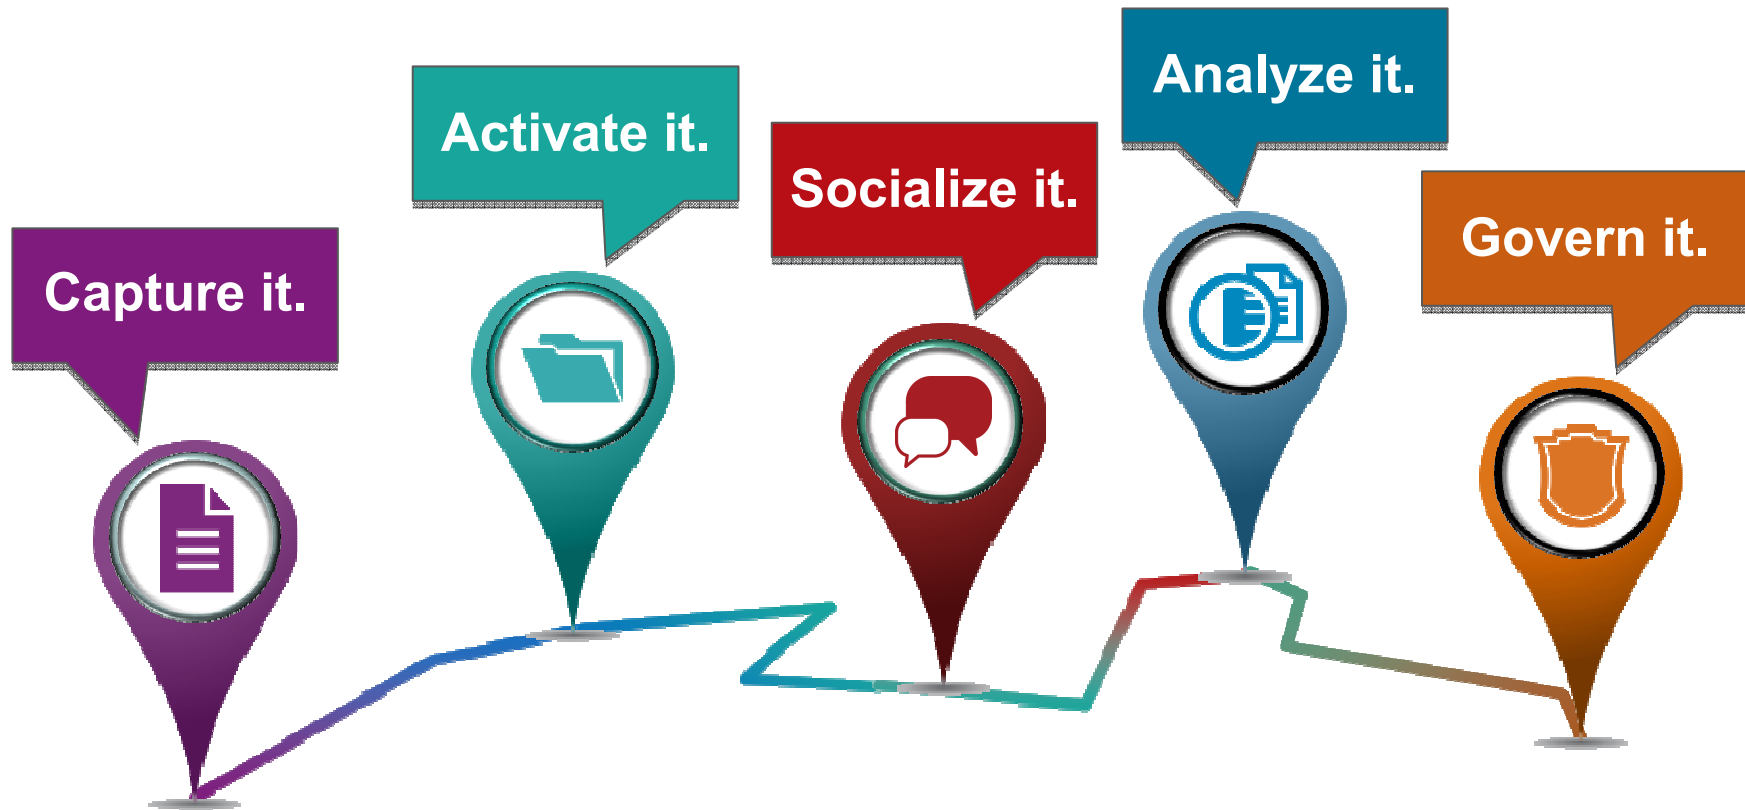 Capture it.
Activate it.
Socialize it.
Analyze it.
Govern it.